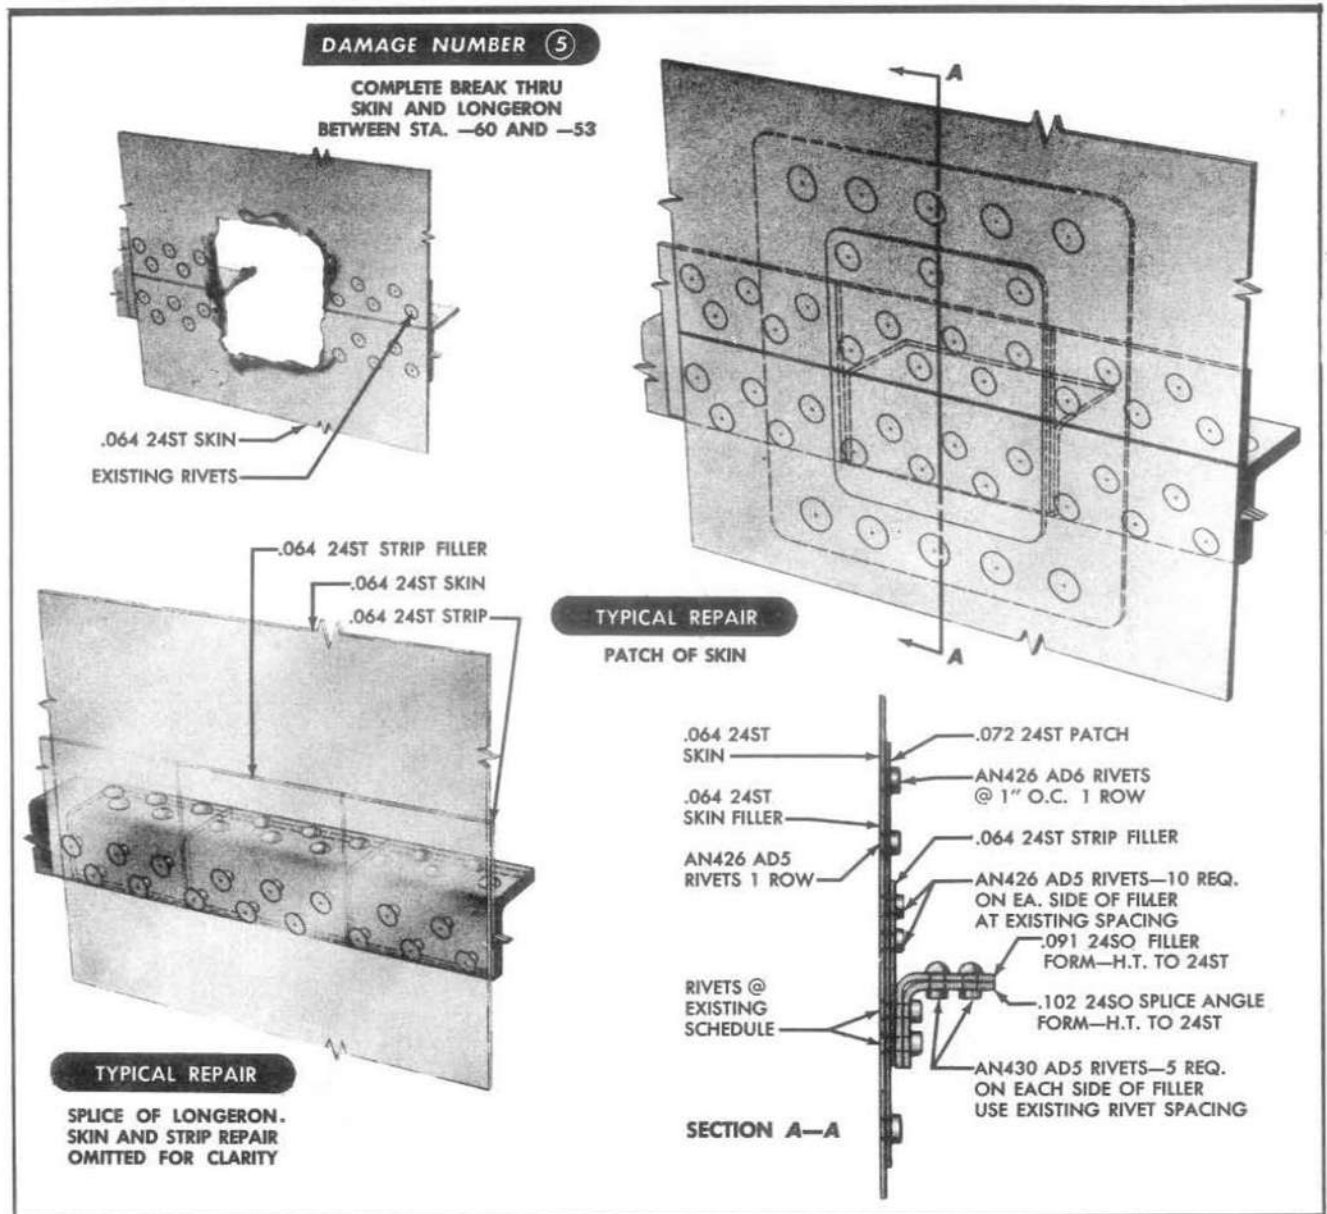 DAMAGE NUMBER 5
COMPLETE BREAK THRU
SKIN AND LONGERON
BETWEEN STA. —60 AND —53
.064 24ST SKIN
EXISTING RIVETS
A
A
TYPICAL REPAIR
PATCH OF SKIN
.064 24ST STRIP FILLER
.064 24ST SKIN
.064 24ST STRIP
TYPICAL REPAIR
SPLICE OF LONGERON.
SKIN AND STRIP REPAIR
OMITTED FOR CLARITY
.064 24ST
SKIN
.064 24ST
SKIN FILLER
AN426 AD5
RIVETS 1 ROW
RIVETS @
EXISTING
SCHEDULE
SECTION A—A
.072 24ST PATCH
AN426 AD6 RIVETS
@ 1" O.C. 1 ROW
.064 24ST STRIP FILLER
AN426 AD5 RIVETS—10 REQ.
ON EA. SIDE OF FILLER
AT EXISTING SPACING
.091 24SO FILLER
FORM—H.T. TO 24ST
.102 24SO SPLICE ANGLE
FORM—H.T. TO 24ST
AN430 AD5 RIVETS—5 REQ.
ON EACH SIDE OF FILLER
USE EXISTING RIVET SPACING